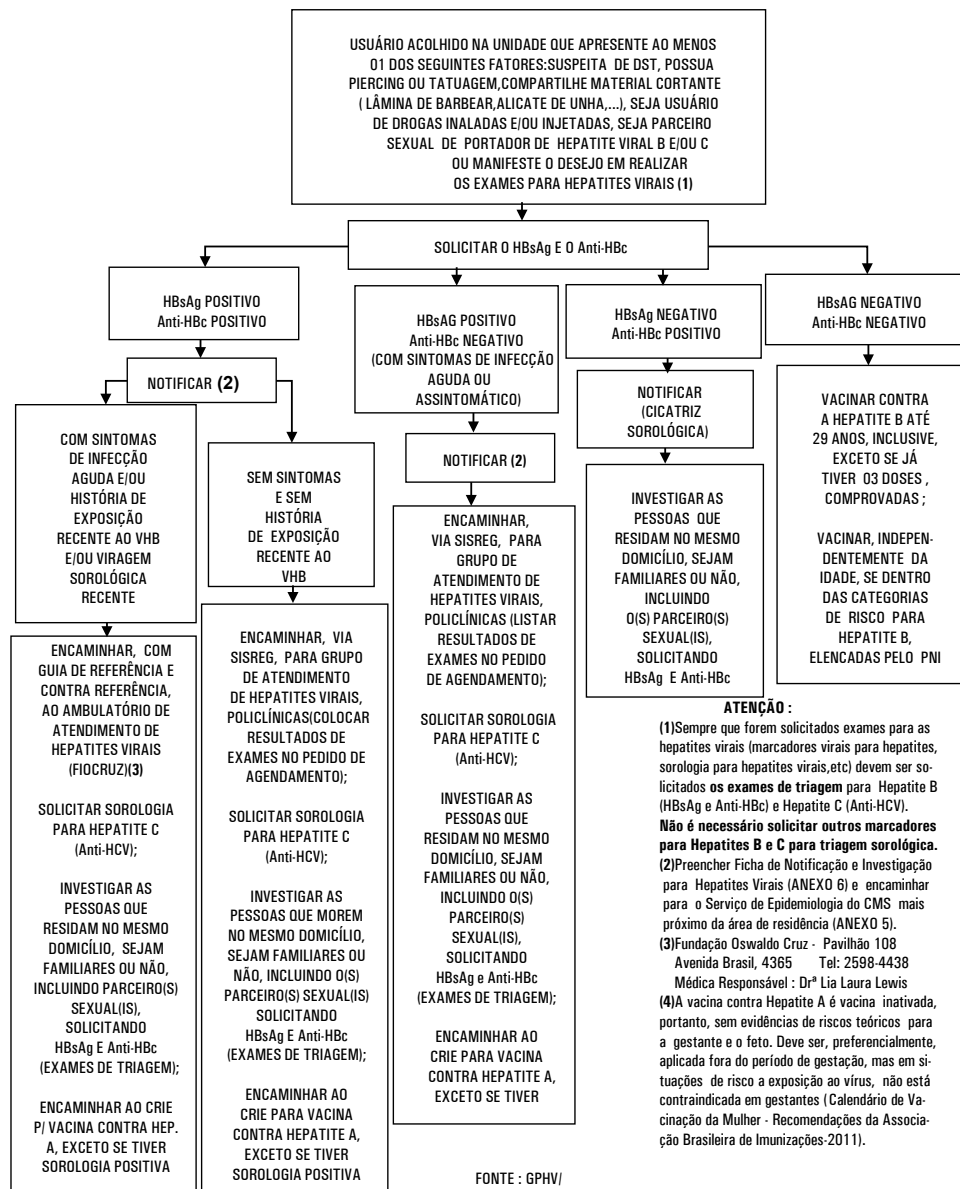 USUÁRIO ACOLHIDO NA UNIDADE QUE APRESENTE AO MENOS
01 DOS SEGUINTES FATORES:SUSPEITA DE DST, POSSUA
PIERCING OU TATUAGEM,COMPARTILHE MATERIAL CORTANTE
( LÂMINA DE BARBEAR,ALICATE DE UNHA,...), SEJA USUÁRIO
DE DROGAS INALADAS E/OU INJETADAS, SEJA PARCEIRO
SEXUAL DE PORTADOR DE HEPATITE VIRAL B E/OU C
OU MANIFESTE O DESEJO EM REALIZAR
OS EXAMES PARA HEPATITES VIRAIS (1)
SOLICITAR O HBsAg E O Anti-HBc
HBsAg POSITIVO
Anti-HBc POSITIVO
NOTIFICAR (2)
COM SINTOMAS
DE INFECÇÃO
AGUDA E/OU
HISTÓRIA DE
EXPOSIÇÃO
RECENTE AO VHB
E/OU VIRAGEM
SOROLÓGICA
RECENTE
ENCAMINHAR, COM
GUIA DE REFERÊNCIA E
CONTRA REFERÊNCIA,
AO AMBULATÓRIO DE
ATENDIMENTO DE
HEPATITES VIRAIS
(FIOCRUZ)(3)
SOLICITAR SOROLOGIA
PARA HEPATITE C
(Anti-HCV);
INVESTIGAR AS
PESSOAS QUE
RESIDAM NO MESMO
DOMICÍLIO, SEJAM
FAMILIARES OU NÃO,
INCLUINDO PARCEIRO(S)
SEXUAL(IS),
SOLICITANDO
HBsAg E Anti-HBc
(EXAMES DE TRIAGEM);
ENCAMINHAR AO CRIE
P/ VACINA CONTRA HEP.
A, EXCETO SE TIVER
SOROLOGIA POSITIVA
SEM SINTOMAS
E SEM
HISTÓRIA
DE EXPOSIÇÃO
RECENTE AO
VHB
ENCAMINHAR, VIA
SISREG, PARA GRUPO
DE ATENDIMENTO
DE HEPATITES VIRAIS,
POLICLÍNICAS(COLOCAR
RESULTADOS DE
EXAMES NO PEDIDO DE
AGENDAMENTO);
SOLICITAR SOROLOGIA
PARA HEPATITE C
(Anti-HCV);
INVESTIGAR AS
PESSOAS QUE MOREM
NO MESMO DOMICÍLIO,
SEJAM FAMILIARES OU
NÃO, INCLUINDO O(S)
PARCEIRO(S) SEXUAL(IS)
SOLICITANDO
HBsAg E Anti-HBc
(EXAMES DE TRIAGEM);
ENCAMINHAR AO
CRIE PARA VACINA
CONTRA HEPATITE A,
EXCETO SE TIVER
SOROLOGIA POSITIVA
HBsAG POSITIVO
Anti-HBc NEGATIVO
(COM SINTOMAS DE INFECÇÃO
AGUDA OU
ASSINTOMÁTICO)
NOTIFICAR (2)
ENCAMINHAR,
VIA SISREG, PARA
GRUPO DE
ATENDIMENTO DE
HEPATITES VIRAIS,
POLICLÍNICAS (LISTAR
RESULTADOS DE
EXAMES NO PEDIDO
DE AGENDAMENTO);
SOLICITAR SOROLOGIA
PARA HEPATITE C
(Anti-HCV);
INVESTIGAR AS
PESSOAS QUE
RESIDAM NO MESMO
DOMICÍLIO, SEJAM
FAMILIARES OU NÃO,
INCLUINDO O(S)
PARCEIRO(S)
SEXUAL(IS),
SOLICITANDO
HBsAg e Anti-HBc
(EXAMES DE TRIAGEM);
ENCAMINHAR AO
CRIE PARA VACINA
CONTRA HEPATITE A,
EXCETO SE TIVER
HBsAg NEGATIVO
Anti-HBc POSITIVO
NOTIFICAR
(CICATRIZ
SOROLÓGICA)
INVESTIGAR AS
PESSOAS QUE
RESIDAM NO MESMO
DOMICÍLIO, SEJAM
FAMILIARES OU NÃO,
INCLUINDO
O(S) PARCEIRO(S)
SEXUAL(IS),
SOLICITANDO
HBsAg E Anti-HBc
HBsAG NEGATIVO
Anti-HBc NEGATIVO
VACINAR CONTRA
A HEPATITE B ATÉ
29 ANOS, INCLUSIVE,
EXCETO SE JÁ
TIVER 03 DOSES ,
COMPROVADAS ;
VACINAR, INDEPEN-
DENTEMENTE DA
IDADE, SE DENTRO
DAS CATEGORIAS
DE RISCO PARA
HEPATITE B,
ELENCADAS PELO PNI
ATENÇÃO :
(1)Sempre que forem solicitados exames para as
hepatites virais (marcadores virais para hepatites,
sorologia para hepatites virais,etc) devem ser so-
licitados os exames de triagem para Hepatite B
(HBsAg e Anti-HBc) e Hepatite C (Anti-HCV).
Não é necessário solicitar outros marcadores
para Hepatites B e C para triagem sorológica.
(2)Preencher Ficha de Notificação e Investigação
para Hepatites Virais (ANEXO 6) e encaminhar
para o Serviço de Epidemiologia do CMS mais
próximo da área de residência (ANEXO 5).
(3)Fundação Oswaldo Cruz - Pavilhão 108
Avenida Brasil, 4365 Tel: 2598-4438
Médica Responsável : Drª Lia Laura Lewis
(4)A vacina contra Hepatite A é vacina inativada,
portanto, sem evidências de riscos teóricos para
a gestante e o feto. Deve ser, preferencialmente,
aplicada fora do período de gestação, mas em si-
tuações de risco a exposição ao vírus, não está
contraindicada em gestantes (Calendário de Va-
cinação da Mulher - Recomendações da Associa-
ção Brasileira de Imunizações-2011).
FONTE : GPHV/